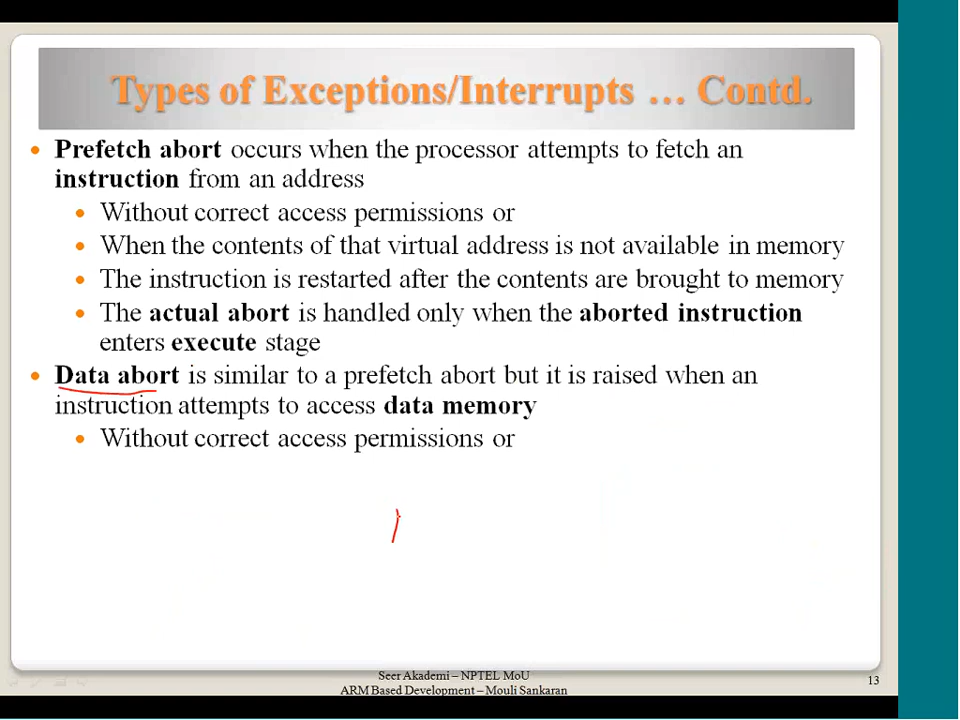 Types of Exceptions/Interrupts … Contd.
• Prefetch abort occurs when the processor attempts to fetch an
instruction from an address
• Without correct access permissions or
• When the contents of that virtual address is not available in memory
• The instruction is restarted after the contents are brought to memory
• The actual abort is handled only when the aborted instruction
enters execute stage
• Data abort is similar to a prefetch abort but it is raised when an
instruction attempts to access data memory
• Without correct access permissions or
Seer Akademi – NPTEL MoU
ARM Based Development – Mouli Sankaran
13